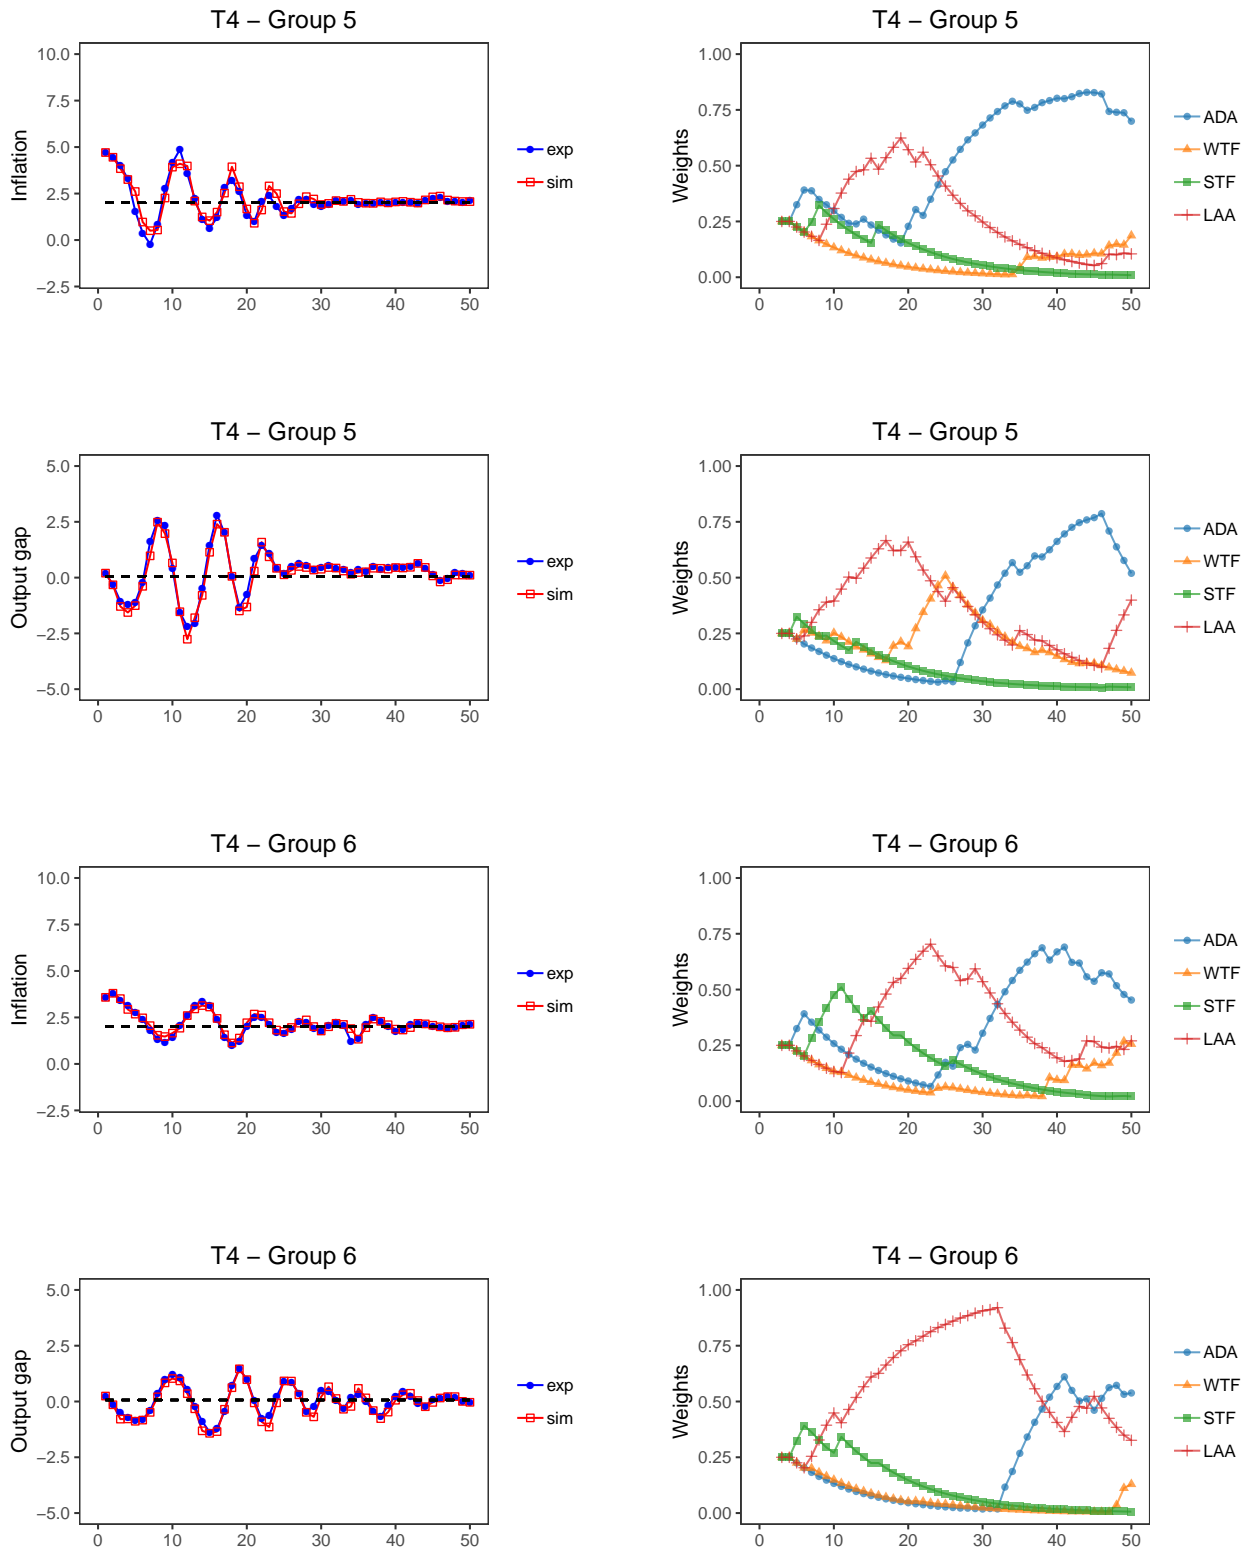 T4 – Group 5
Inflation
10.0
7.5
5.0
2.5
0.0
−2.5
0 10 20 30 40 50
exp
sim
T4 – Group 5
Weights
1.00
0.75
0.50
0.25
0.00
0 10 20 30 40 50
ADA
WTF
STF
LAA
T4 – Group 5
Output gap
5.0
2.5
0.0
−2.5
−5.0
0 10 20 30 40 50
exp
sim
T4 – Group 5
Weights
1.00
0.75
0.50
0.25
0.00
0 10 20 30 40 50
ADA
WTF
STF
LAA
T4 – Group 6
Inflation
10.0
7.5
5.0
2.5
0.0
−2.5
0 10 20 30 40 50
exp
sim
T4 – Group 6
Weights
1.00
0.75
0.50
0.25
0.00
0 10 20 30 40 50
ADA
WTF
STF
LAA
T4 – Group 6
Output gap
5.0
2.5
0.0
−2.5
−5.0
0 10 20 30 40 50
exp
sim
T4 – Group 6
Weights
1.00
0.75
0.50
0.25
0.00
0 10 20 30 40 50
ADA
WTF
STF
LAA